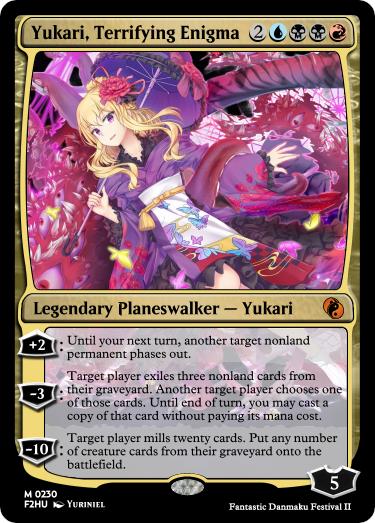 Yukari, Terrifying Enigma 2
Legendary Planeswalker — Yukari
+2: Until your next turn, another target nonland
permanent phases out.
-3: Target player exiles three nonland cards from
their graveyard. Another target player chooses one
of those cards. Until end of turn, you may cast a
copy of that card without paying its mana cost.
-10: Target player mills twenty cards. Put any number
of creature cards from their graveyard onto the
battlefield.
5
M 0230
F2HU YURINIEL
Fantastic Danmaku Festival II